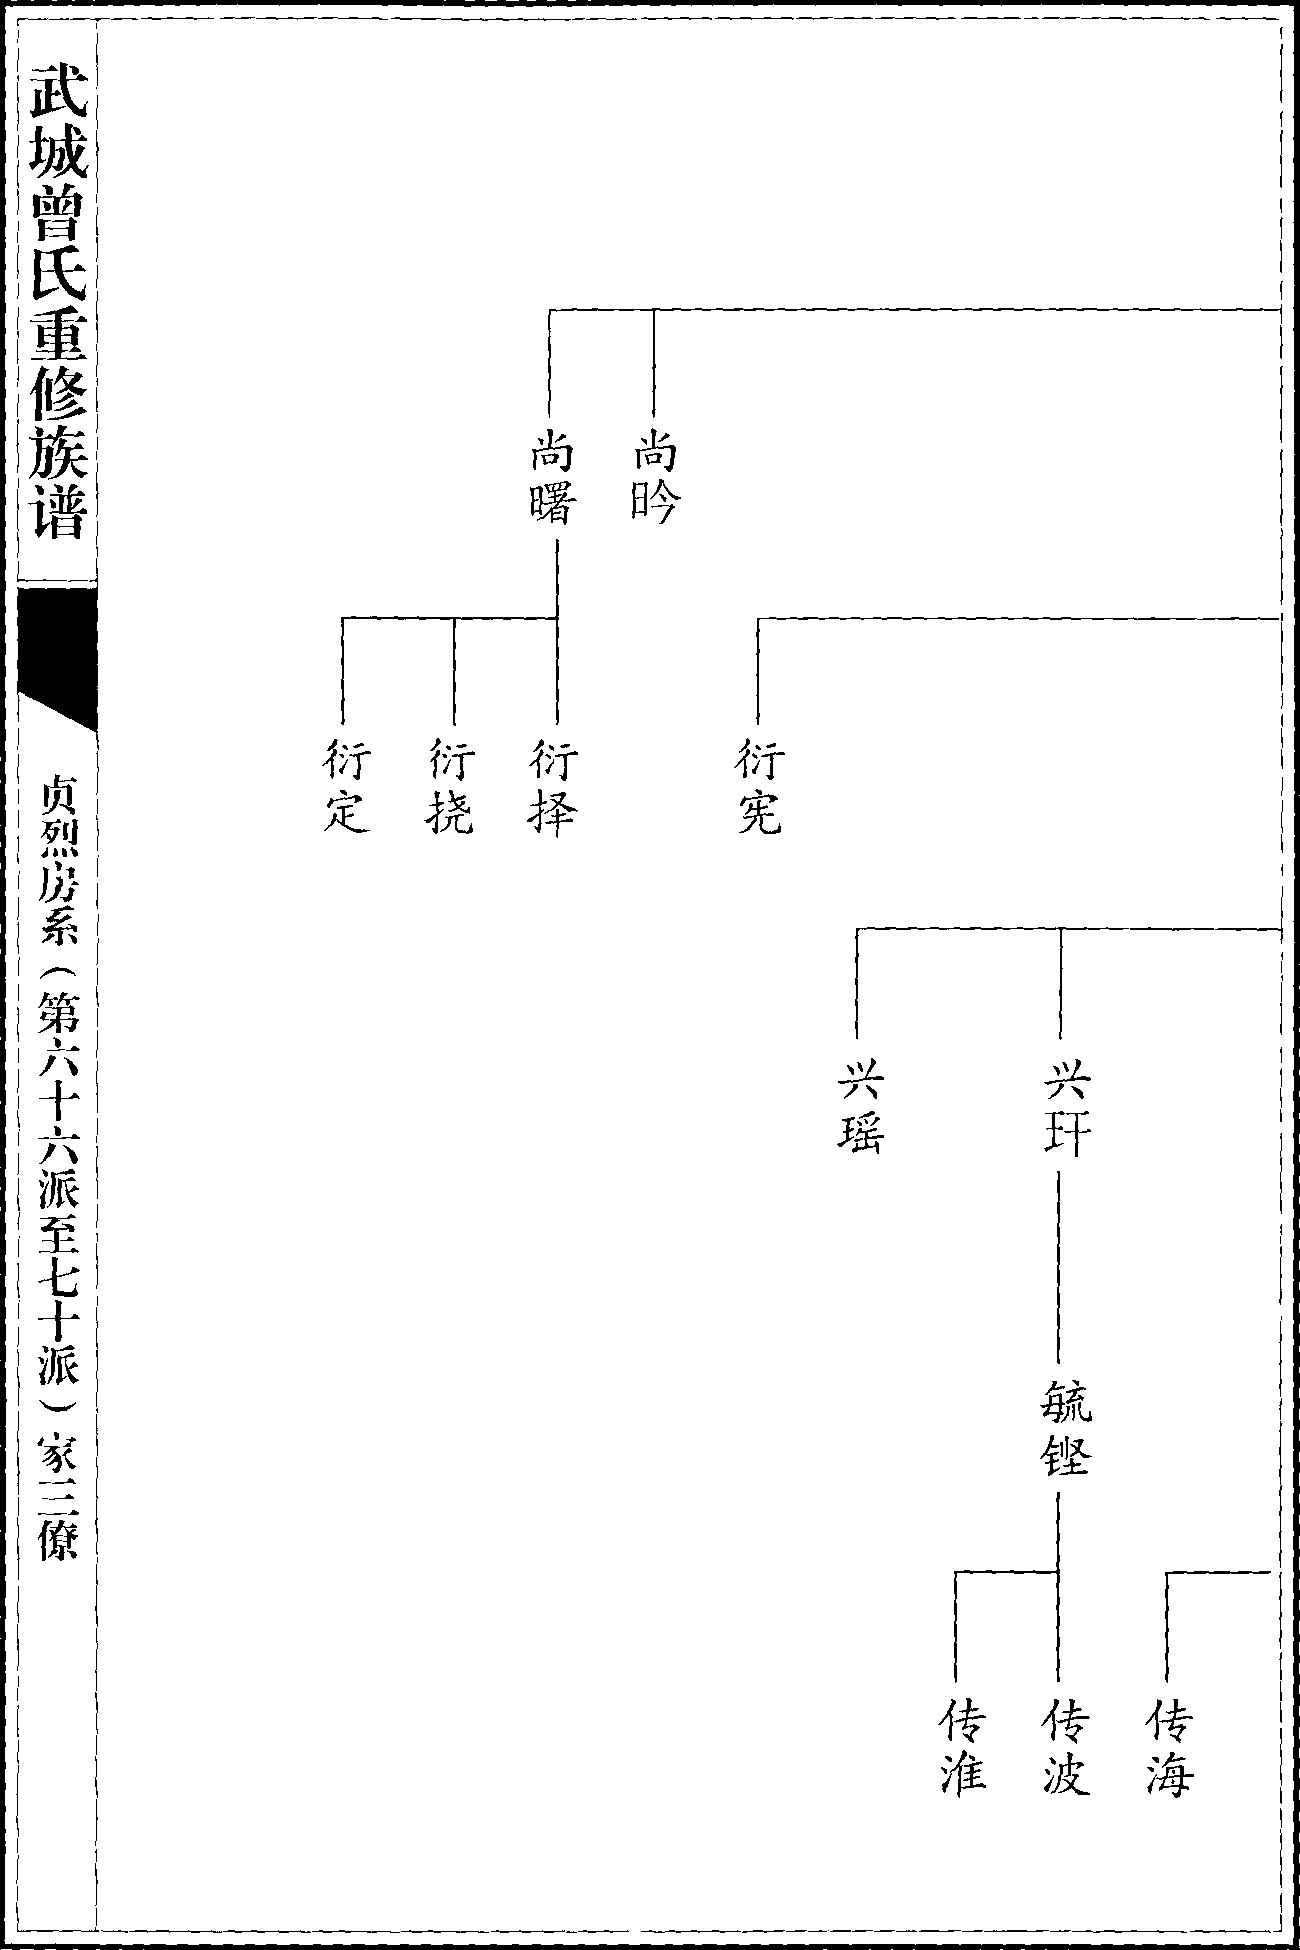 武城曾氏重修族谱
贞烈房系（第六十六派至七十派）家三僚
尚昑
尚曙
衍宪
衍择
衍挠
衍定
兴玕
兴瑶
毓铿
传海
传波
传淮